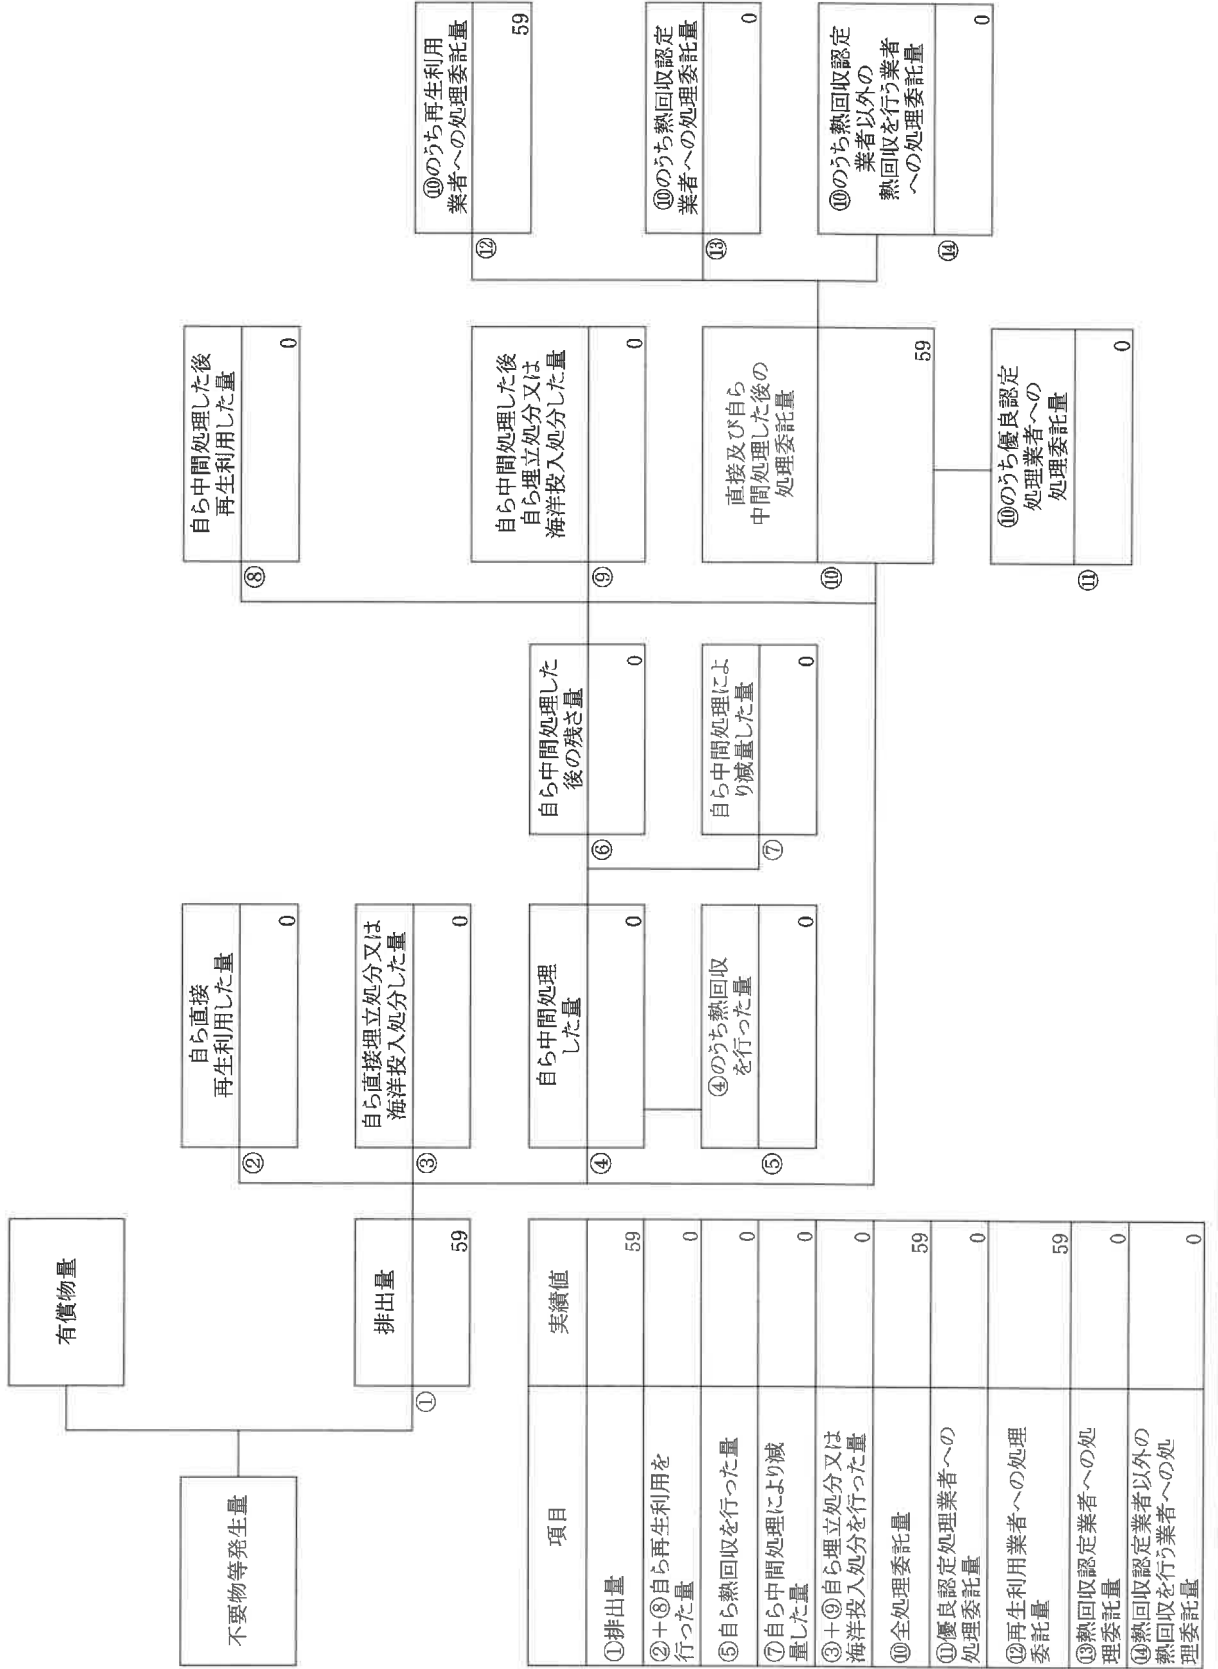 不要物等発生量
有償物量
排出量
①
59
自ら直接
再生利用した量
②
0
自ら直接埋立処分又は
海洋投入処分した量
③
0
自ら中間処理
した量
④
0
④のうち熱回収
を行った量
⑤
0
自ら中間処理した
後の残さ量
⑥
0
自ら中間処理によ
り減量した量
⑦
0
自ら中間処理した後
再生利用した量
⑧
0
自ら中間処理した後
自ら埋立処分又は
海洋投入処分した量
⑨
0
直接及び自ら
中間処理した後の
処理委託量
⑩
59
⑩のうち優良認定
処理業者への
処理委託量
⑪
0
⑩のうち再生利用
業者への処理委託量
⑫
59
⑩のうち熱回収認定
業者への処理委託量
⑬
0
⑩のうち熱回収認定
業者以外の
熱回収を行う業者
への処理委託量
⑭
0
項目 実績値
①排出量 59
②+⑧自ら再生利用を
行った量 0
⑤自ら熱回収を行った量 0
⑦自ら中間処理により減
量した量 0
③+⑨自ら埋立処分又は
海洋投入処分を行った量 0
⑩全処理委託量 59
⑪優良認定処理業者への
処理委託量 0
⑫再生利用業者への処理
委託量 59
⑬熱回収認定業者への処
理委託量 0
⑭熱回収認定業者以外の
熱回収を行う業者への処
理委託量 0